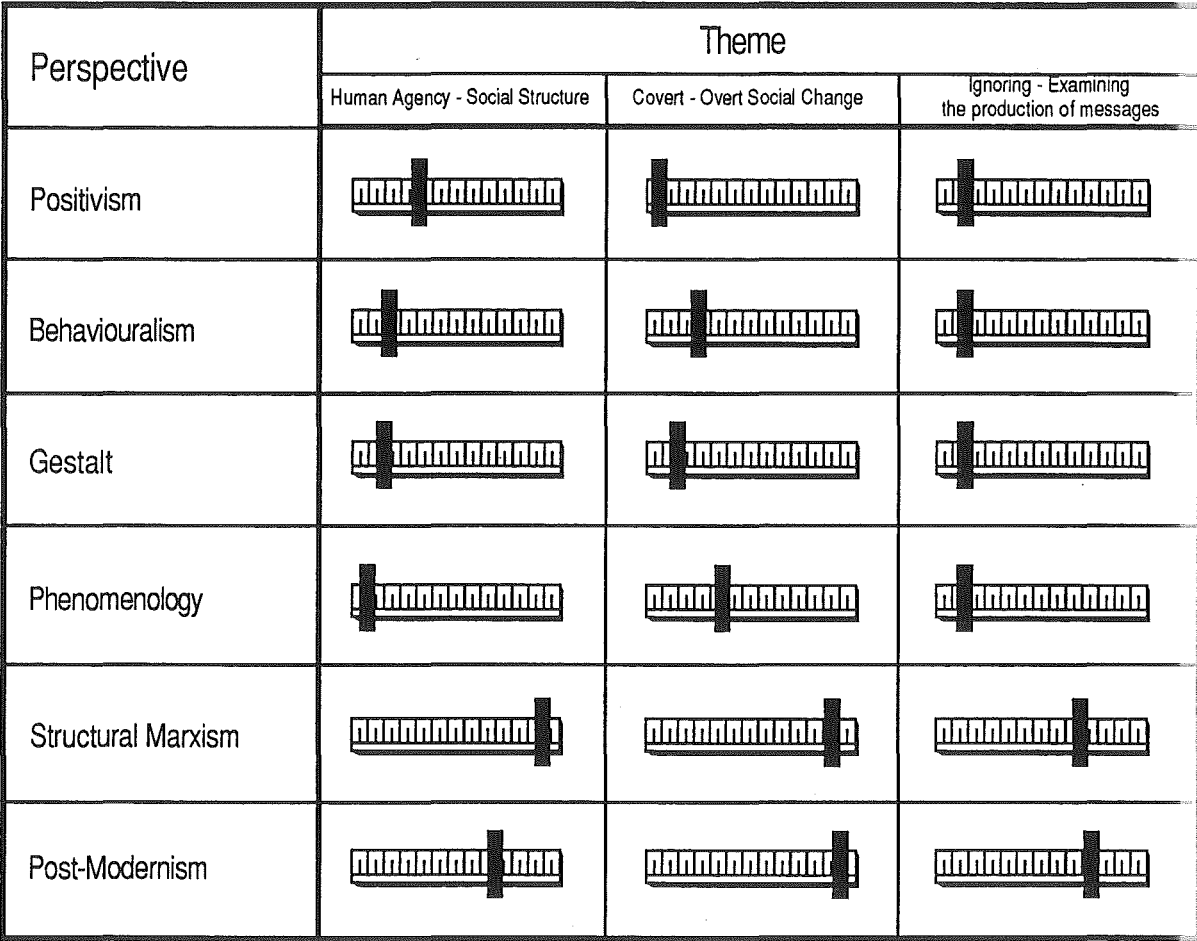 Perspective
Theme
Human Agency - Social Structure
Covert - Overt Social Change
Ignoring - Examining
the production of messages
Positivism
Behaviouralism
Gestalt
Phenomenology
Structural Marxism
Post-Modernism